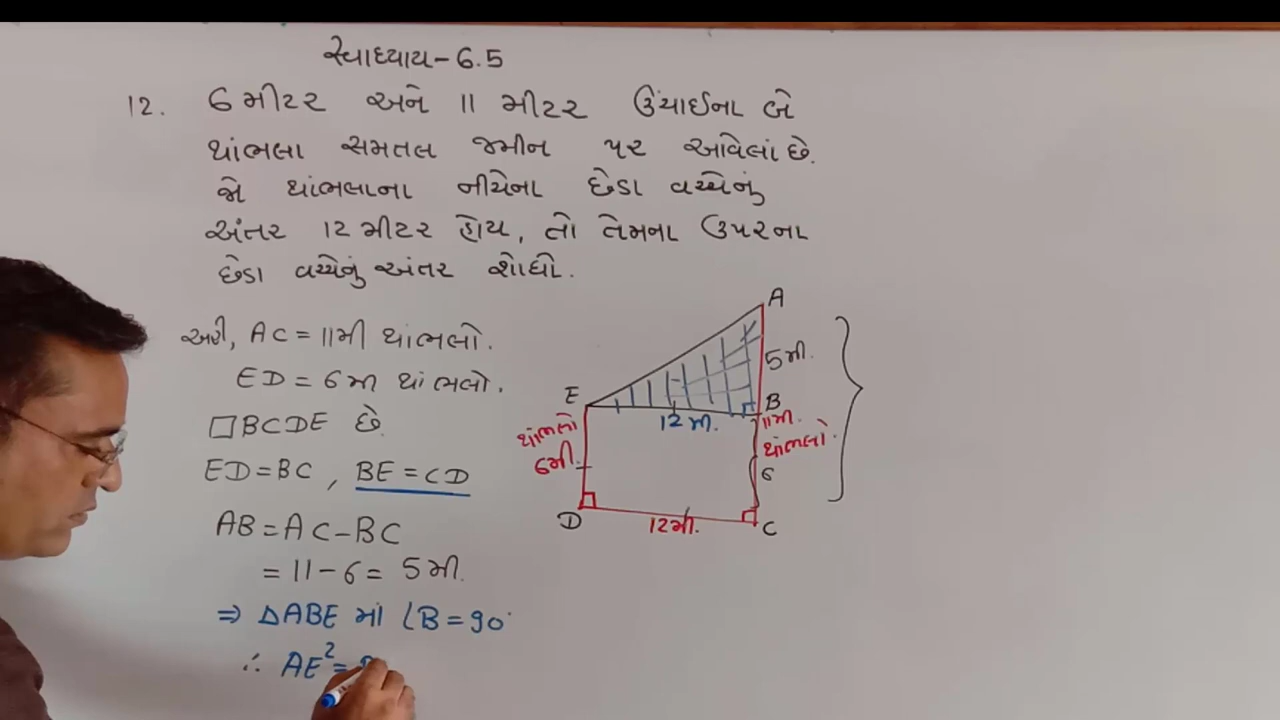 સ્વાધ્યાય-6.5
12. 6 મીટર અને 11 મીટર ઉંચાઈના બે
થાંભલા સમતલ જમીન પર આવેલાં છે.
જો થાંભલાના નીચેના છેડા વચ્ચેનું
અંતર 12 મીટર હોય, તો તેમના ઉપરના
છેડા વચ્ચેનું અંતર શોધો.
અહીં, AC = 11મી થાંભલો.
ED = 6મી થાંભલો.
□BCDE છે
ED = BC , BE = CD
AB = AC - BC
= 11 - 6 = 5 મી.
⇒ △ABE માં ∠B = 90°
∴ AE² =
A
5મી.
E
B
12 મી.
11મી.
થાંભલો.
થાંભલો
6મી.
6
D
12મી.
C